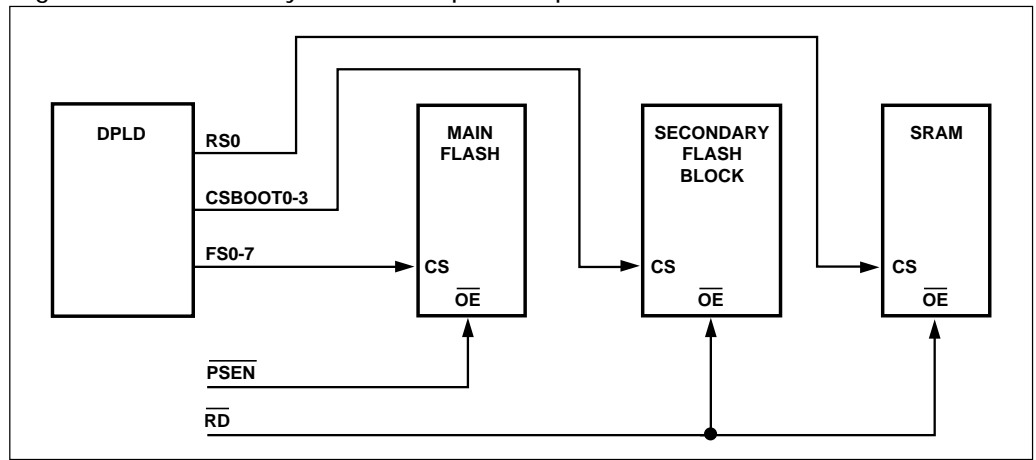 DPLD
RS0
CSBOOT0-3
FS0-7
MAIN
FLASH
CS
OE
SECONDARY
FLASH
BLOCK
CS
OE
SRAM
CS
OE
PSEN
RD